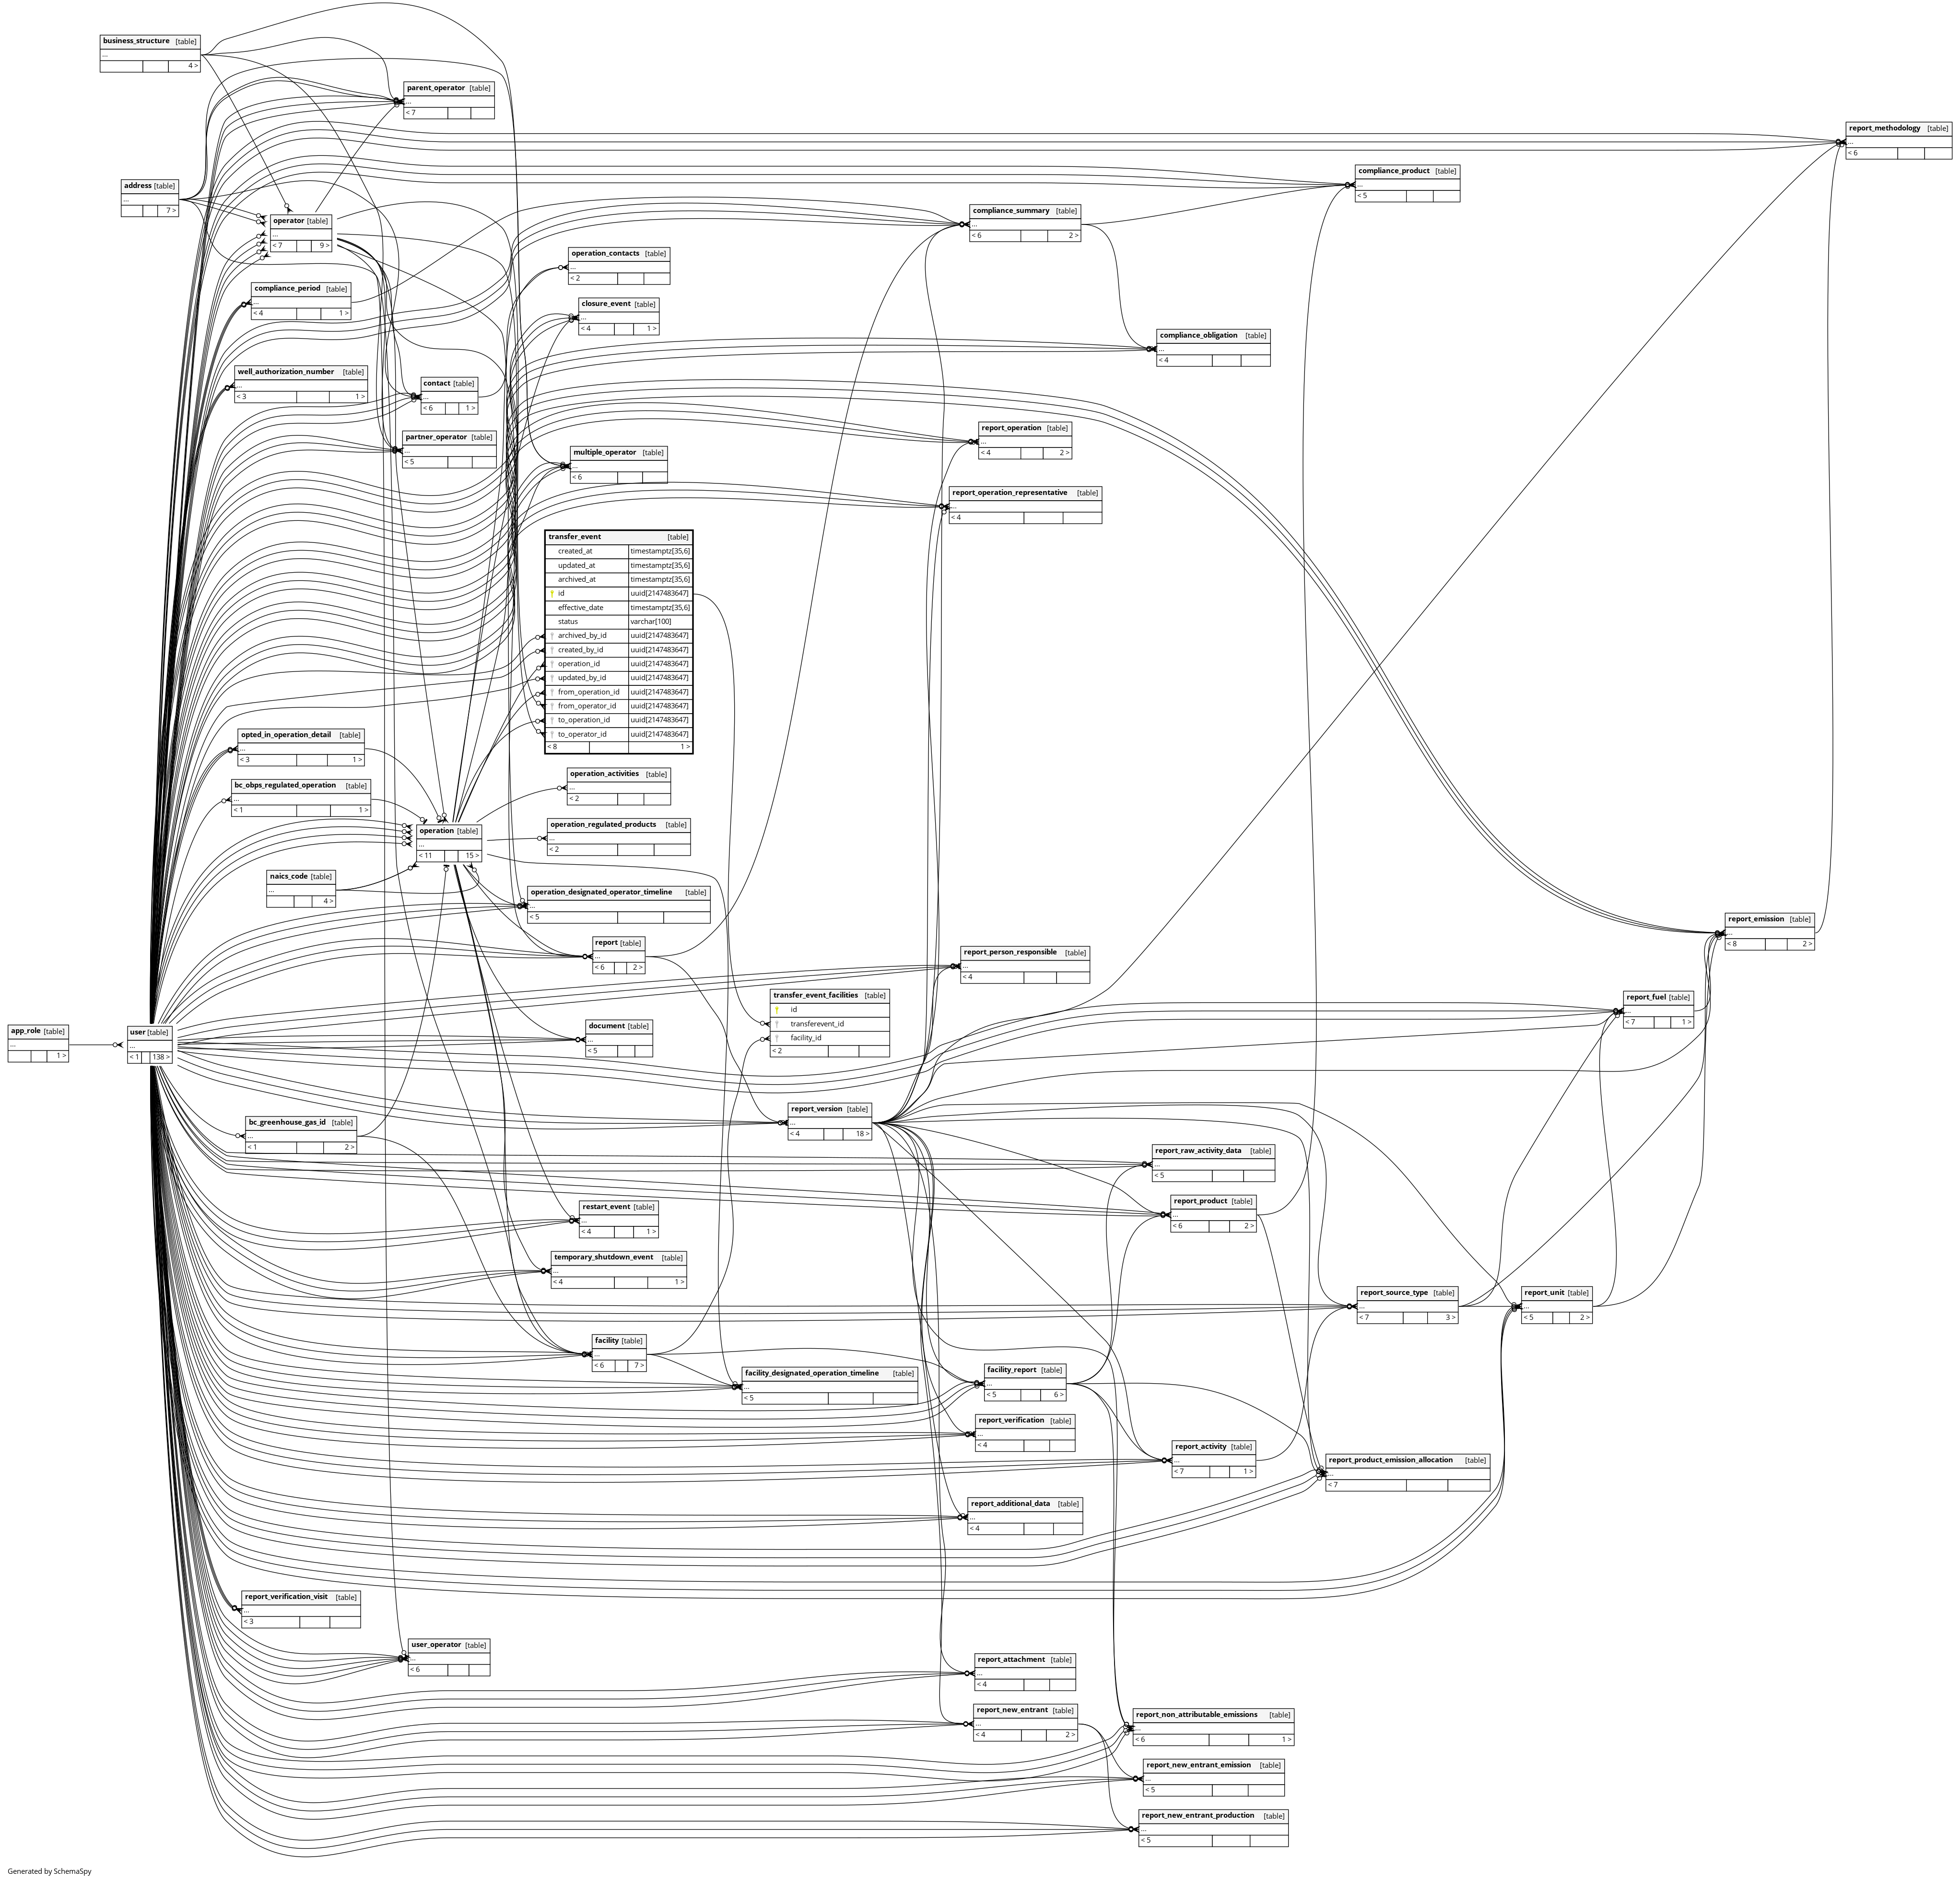 business_structure [table]
...
4 >
parent_operator [table]
...
< 7
report_methodology [table]
...
< 6
compliance_product [table]
...
< 5
address [table]
...
7 >
compliance_summary [table]
...
< 6 2 >
operator [table]
...
< 7 9 >
operation_contacts [table]
...
< 2
compliance_period [table]
...
< 4 1 >
closure_event [table]
...
< 4 1 >
compliance_obligation [table]
...
< 4
well_authorization_number [table]
...
< 3 1 >
contact [table]
...
< 6 1 >
report_operation [table]
...
< 4 2 >
partner_operator [table]
...
< 5
multiple_operator [table]
...
< 6
report_operation_representative [table]
...
< 4
transfer_event [table]
created_at timestamptz[35,6]
updated_at timestamptz[35,6]
archived_at timestamptz[35,6]
id uuid[2147483647]
effective_date timestamptz[35,6]
status varchar[100]
archived_by_id uuid[2147483647]
created_by_id uuid[2147483647]
operation_id uuid[2147483647]
updated_by_id uuid[2147483647]
from_operation_id uuid[2147483647]
from_operator_id uuid[2147483647]
to_operation_id uuid[2147483647]
to_operator_id uuid[2147483647]
< 8 1 >
opted_in_operation_detail [table]
...
< 3 1 >
operation_activities [table]
...
< 2
bc_obps_regulated_operation [table]
...
< 1 1 >
operation_regulated_products [table]
...
< 2
operation [table]
...
< 11 15 >
naics_code [table]
...
4 >
operation_designated_operator_timeline [table]
...
< 5
report_emission [table]
...
< 8 2 >
report [table]
...
< 6 2 >
report_person_responsible [table]
...
< 4
transfer_event_facilities [table]
id
transferevent_id
facility_id
< 2
report_fuel [table]
...
< 7 1 >
document [table]
...
< 5
app_role [table]
...
1 >
user [table]
...
< 1 138 >
report_version [table]
...
< 4 18 >
bc_greenhouse_gas_id [table]
...
< 1 2 >
report_raw_activity_data [table]
...
< 5
report_product [table]
...
< 6 2 >
restart_event [table]
...
< 4 1 >
temporary_shutdown_event [table]
...
< 4 1 >
report_source_type [table]
...
< 7 3 >
report_unit [table]
...
< 5 2 >
facility [table]
...
< 6 7 >
facility_designated_operation_timeline [table]
...
< 5
facility_report [table]
...
< 5 6 >
report_verification [table]
...
< 4
report_activity [table]
...
< 7 1 >
report_product_emission_allocation [table]
...
< 7
report_additional_data [table]
...
< 4
report_verification_visit [table]
...
< 3
user_operator [table]
...
< 6
report_attachment [table]
...
< 4
report_new_entrant [table]
...
< 4 2 >
report_non_attributable_emissions [table]
...
< 6 1 >
report_new_entrant_emission [table]
...
< 5
report_new_entrant_production [table]
...
< 5
Generated by SchemaSpy